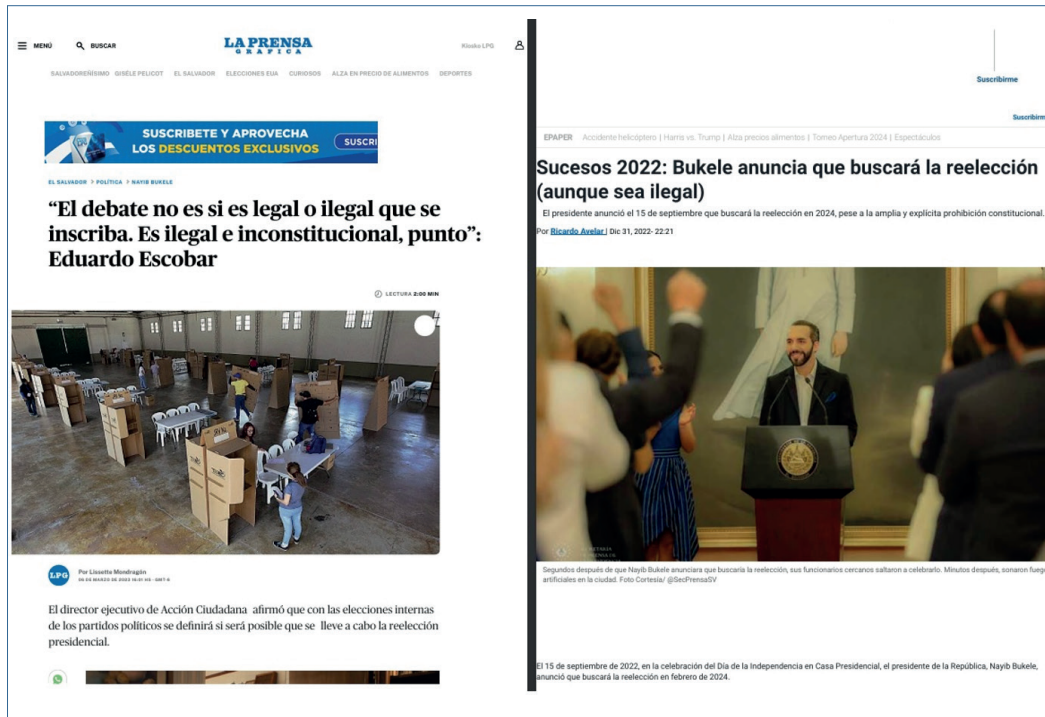 MENÚ
BUSCAR
LA PRENSA
GRÁFICA
Kiosko LPG
SALVADOREÑÍSIMO GISÈLE PELICOT EL SALVADOR ELECCIONES EUA CURIOSOS ALZA EN PRECIO DE ALIMENTOS DEPORTES
SUSCRIBETE Y APROVECHA
LOS DESCUENTOS EXCLUSIVOS
SUSCRI
EL SALVADOR > POLÍTICA > NAYIB BUKELE
“El debate no es si es legal o ilegal que se
inscriba. Es ilegal e inconstitucional, punto”:
Eduardo Escobar
LECTURA 2:00 MIN
LPG
Por Lissette Mondragón
El director ejecutivo de Acción Ciudadana afirmó que con las elecciones internas
de los partidos políticos se definirá si será posible que se lleve a cabo la reelección
presidencial.
Suscribirme
Suscribirm
EPAPER Accidente helicóptero | Harris vs. Trump | Alza precios alimentos | Torneo Apertura 2024 | Espectáculos
Sucesos 2022: Bukele anuncia que buscará la reelección
(aunque sea ilegal)
El presidente anunció el 15 de septiembre que buscará la reelección en 2024, pese a la amplia y explícita prohibición constitucional.
Por Ricardo Avelar | Dic 31, 2022- 22:21
Segundos después de que Nayib Bukele anunciara que buscaría la reelección, sus funcionarios cercanos saltaron a celebrarlo. Minutos después, sonaron fuego
artificiales en la ciudad. Foto Cortesía/ @SecPrensaSV
El 15 de septiembre de 2022, en la celebración del Día de la Independencia en Casa Presidencial, el presidente de la República, Nayib Bukele,
anunció que buscará la reelección en febrero de 2024.